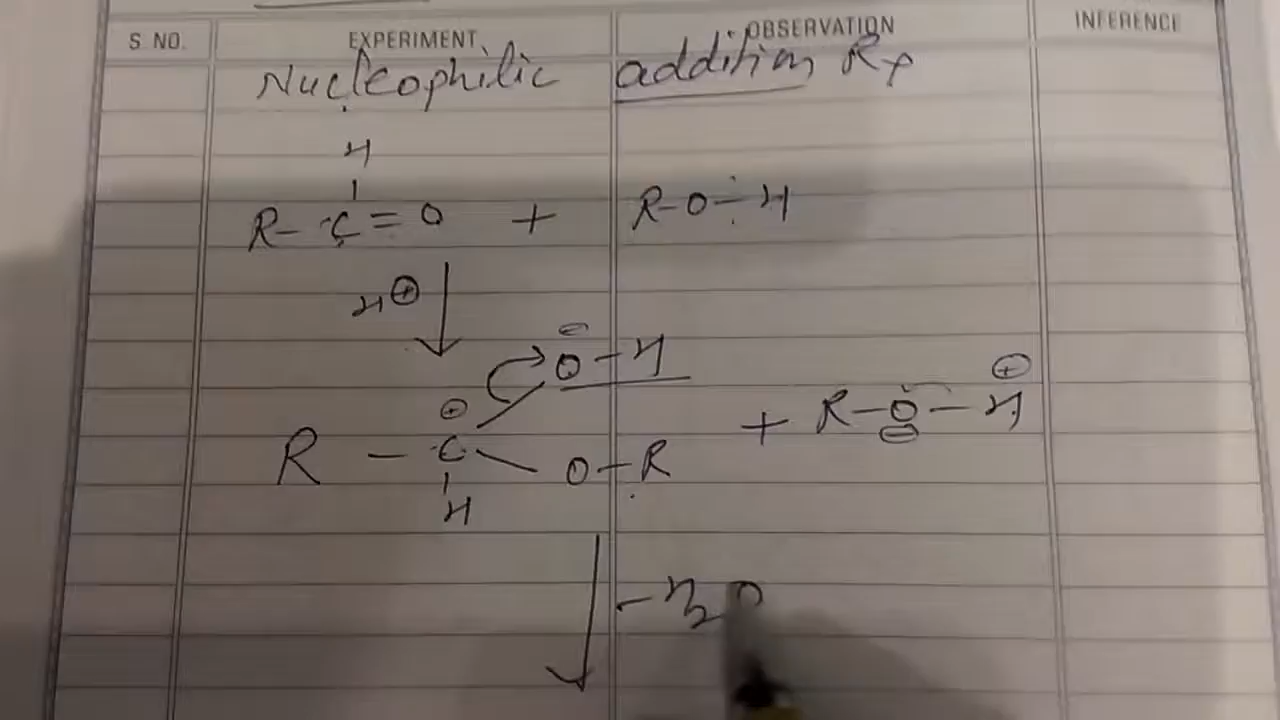 S. NO. EXPERIMENT OBSERVATION INFERENCE
Nucleophilic addition Rx
H
R - C = O + R-O-H
H⊕
⊖
O-H
⊕ ⊕
R - C - O-R + R-O-H
⊖
H
-H2O